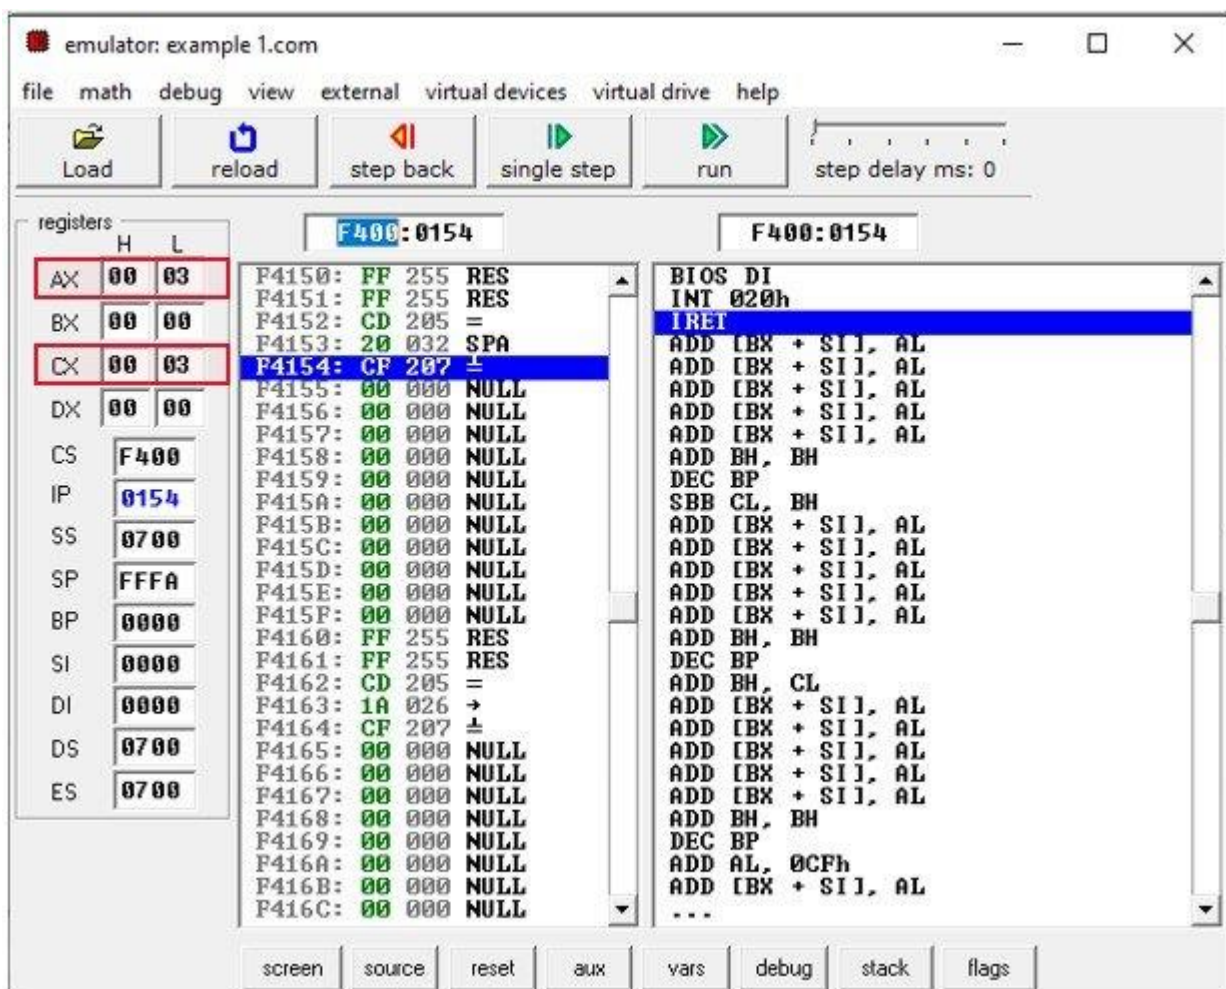 emulator: example 1.com
file math debug view external virtual devices virtual drive help
Load reload step back single step run step delay ms: 0
registers
H L
F400:0154 F400:0154
AX 00 03
BX 00 00
CX 00 03
DX 00 00
CS F400
IP 0154
SS 0700
SP FFFA
BP 0000
SI 0000
DI 0000
DS 0700
ES 0700
F4150: FF 255 RES
F4151: FF 255 RES
F4152: CD 205 =
F4153: 20 032 SPA
F4154: CF 207 ╧
F4155: 00 000 NULL
F4156: 00 000 NULL
F4157: 00 000 NULL
F4158: 00 000 NULL
F4159: 00 000 NULL
F415A: 00 000 NULL
F415B: 00 000 NULL
F415C: 00 000 NULL
F415D: 00 000 NULL
F415E: 00 000 NULL
F415F: 00 000 NULL
F4160: FF 255 RES
F4161: FF 255 RES
F4162: CD 205 =
F4163: 1A 026 →
F4164: CF 207 ╧
F4165: 00 000 NULL
F4166: 00 000 NULL
F4167: 00 000 NULL
F4168: 00 000 NULL
F4169: 00 000 NULL
F416A: 00 000 NULL
F416B: 00 000 NULL
F416C: 00 000 NULL
BIOS DI
INT 020h
IRET
ADD [BX + SI], AL
ADD [BX + SI], AL
ADD [BX + SI], AL
ADD [BX + SI], AL
ADD [BX + SI], AL
ADD BH, BH
DEC BP
SBB CL, BH
ADD [BX + SI], AL
ADD [BX + SI], AL
ADD [BX + SI], AL
ADD [BX + SI], AL
ADD [BX + SI], AL
ADD BH, BH
DEC BP
ADD BH, CL
ADD [BX + SI], AL
ADD [BX + SI], AL
ADD [BX + SI], AL
ADD [BX + SI], AL
ADD [BX + SI], AL
ADD BH, BH
DEC BP
ADD AL, 0CFh
ADD [BX + SI], AL
...
screen source reset aux vars debug stack flags